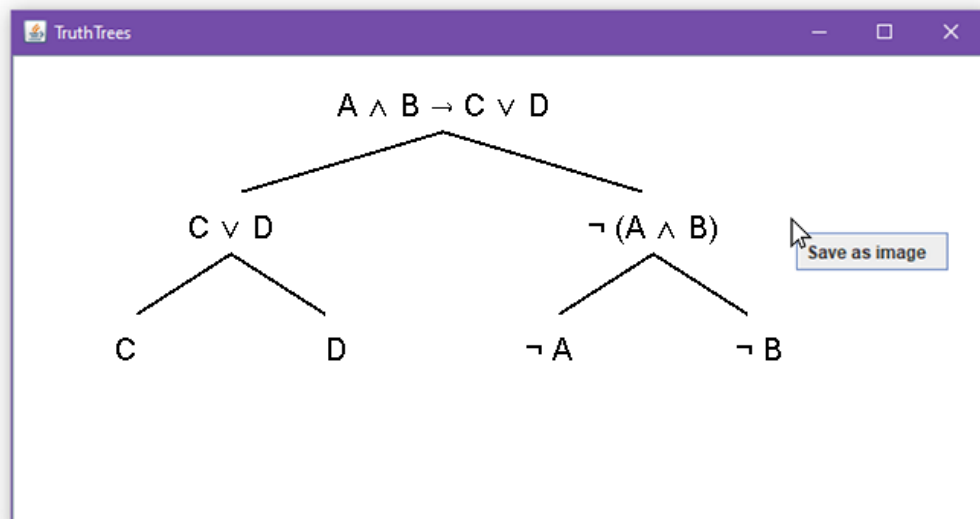 TruthTrees
A ∧ B → C ∨ D
C ∨ D
¬ (A ∧ B)
Save as image
C
D
¬ A
¬ B